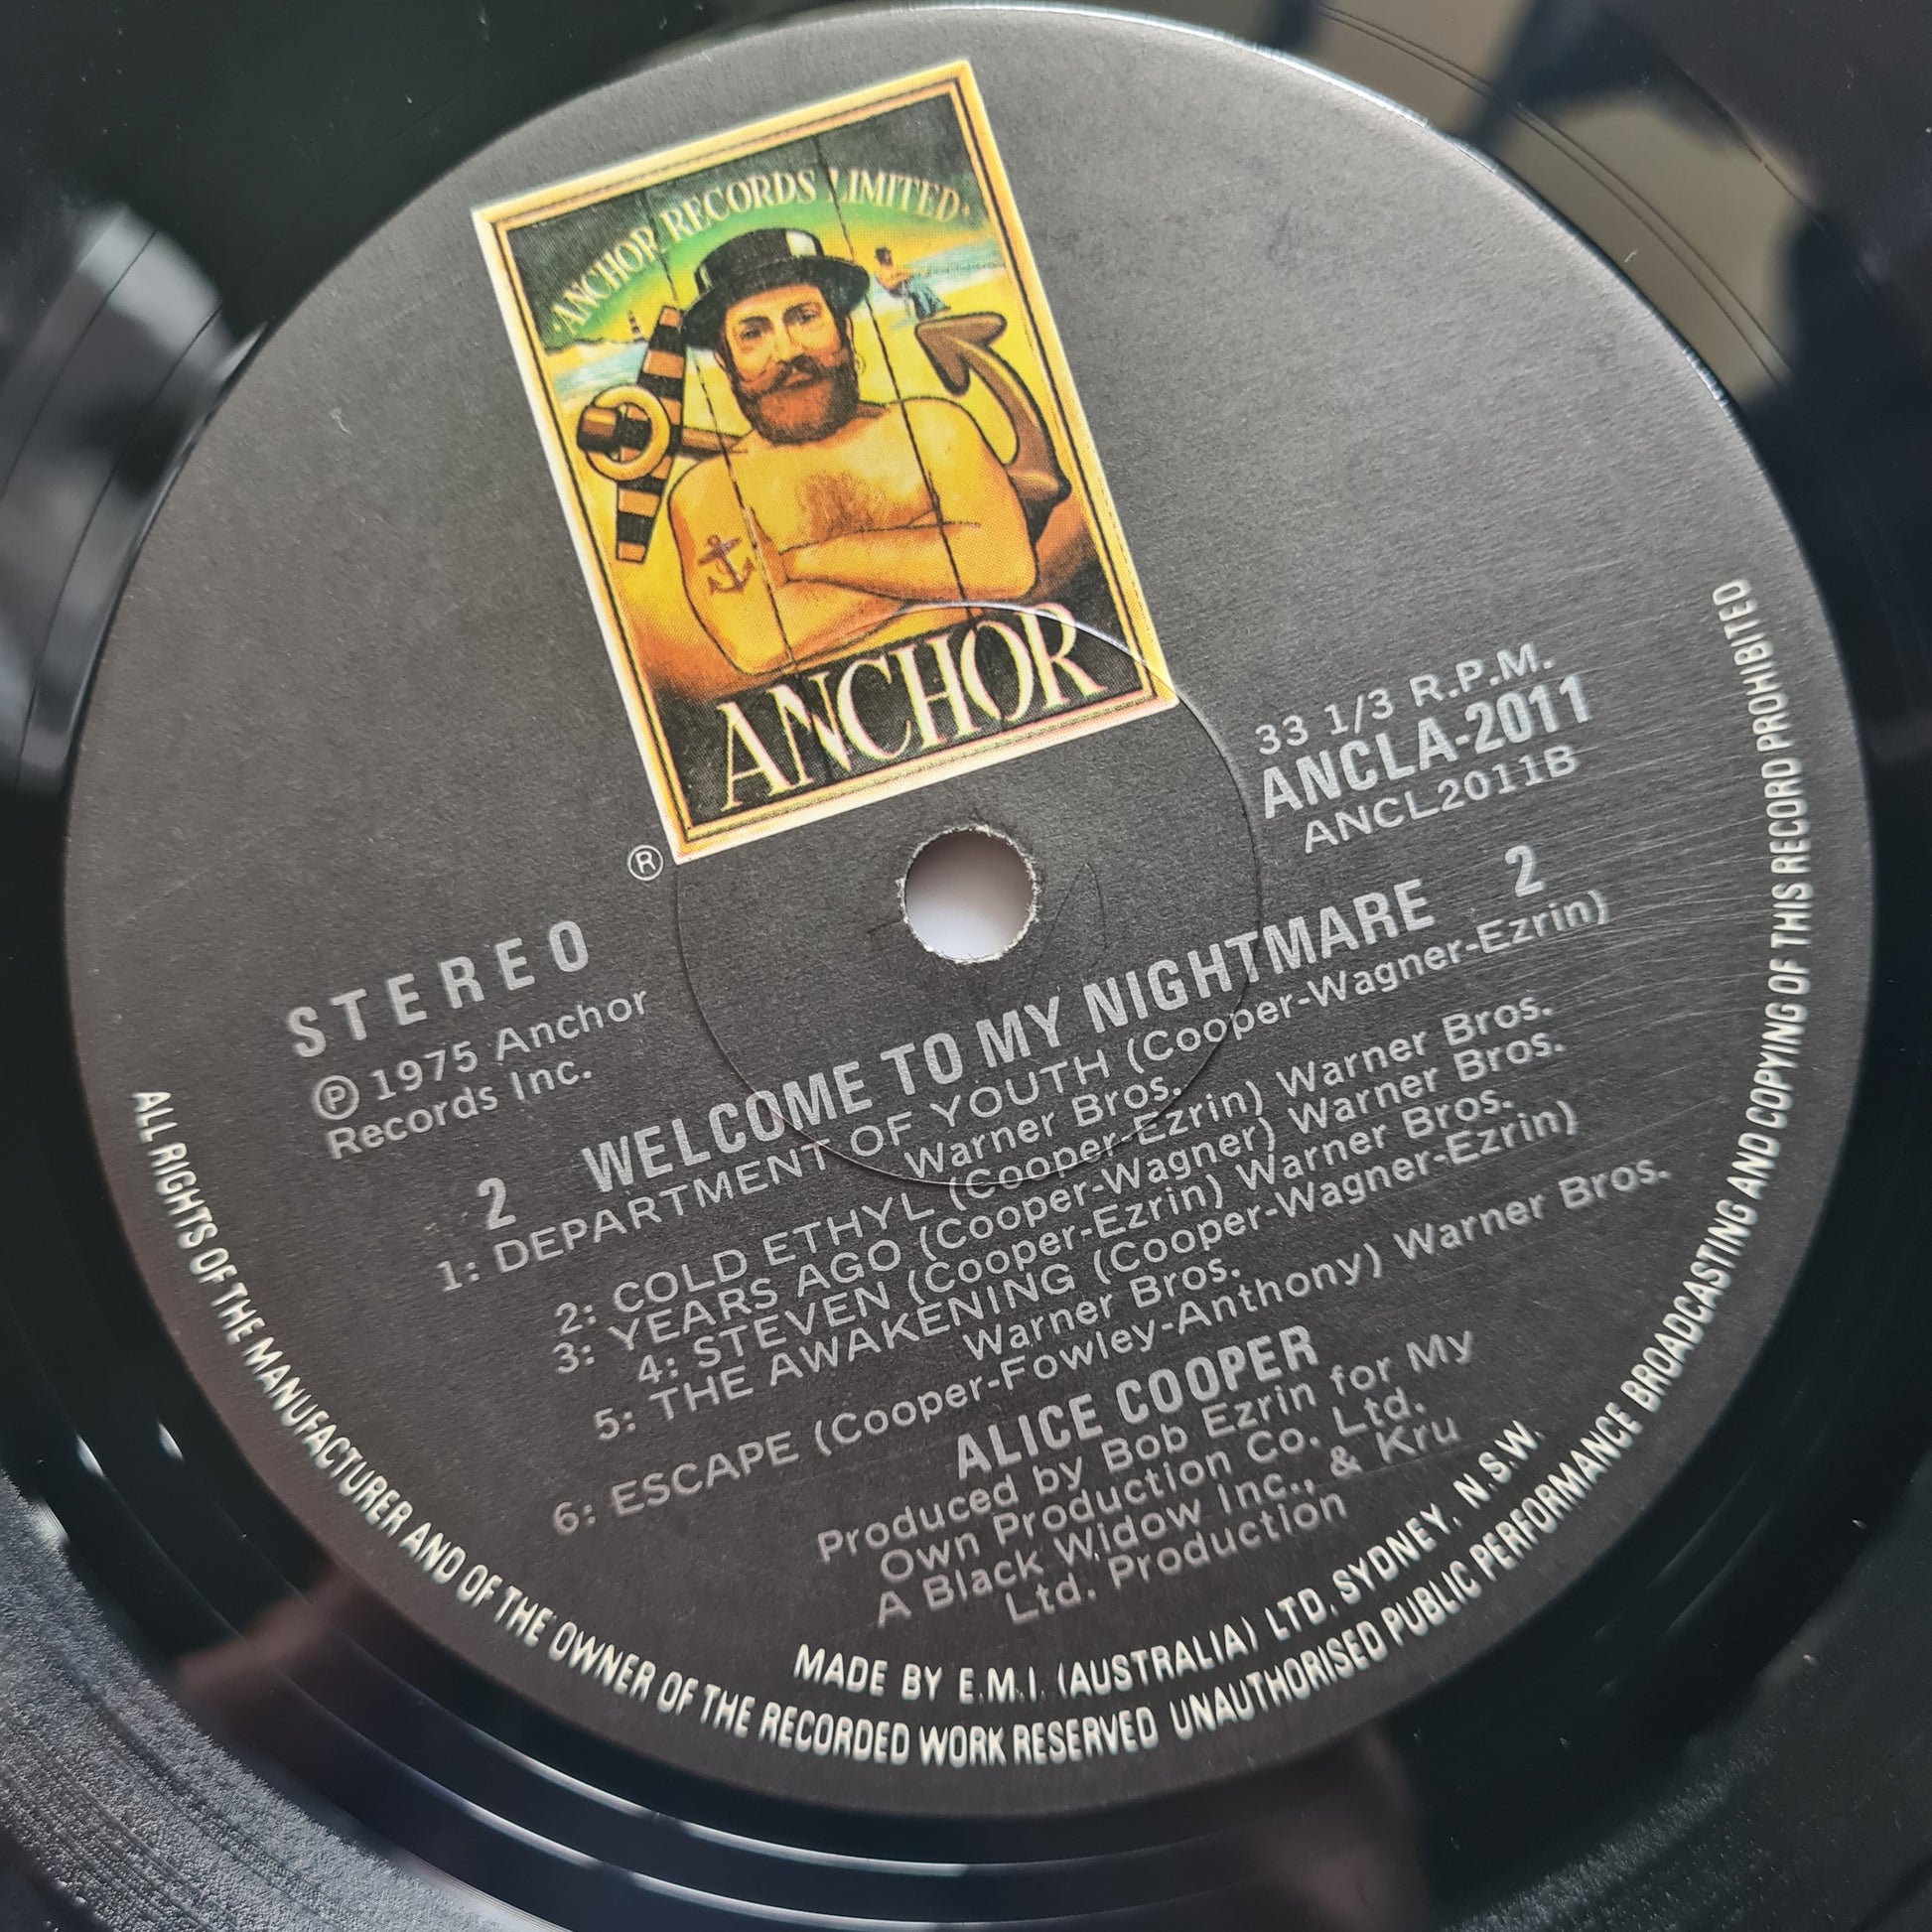 ·ANCHOR RECORDS LIMITED·
ANCHOR
®
33 1/3 R.P.M.
ANCLA-2011
ANCL2011B
STEREO
Ⓟ 1975 Anchor
Records Inc.
2 WELCOME TO MY NIGHTMARE 2
1: DEPARTMENT OF YOUTH (Cooper-Wagner-Ezrin)
Warner Bros.
2: COLD ETHYL (Cooper-Ezrin) Warner Bros.
3: YEARS AGO (Cooper-Wagner) Warner Bros.
4: STEVEN (Cooper-Ezrin) Warner Bros.
5: THE AWAKENING (Cooper-Wagner-Ezrin)
Warner Bros.
6: ESCAPE (Cooper-Fowley-Anthony) Warner Bros.
ALICE COOPER
Produced by Bob Ezrin for My
Own Production Co. Ltd.
A Black Widow Inc., & Kru
Ltd. Production
MADE BY E.M.I. (AUSTRALIA) LTD. SYDNEY, N.S.W.
ALL RIGHTS OF THE MANUFACTURER AND OF THE OWNER OF THE RECORDED WORK RESERVED UNAUTHORISED PUBLIC PERFORMANCE BROADCASTING AND COPYING OF THIS RECORD PROHIBITED